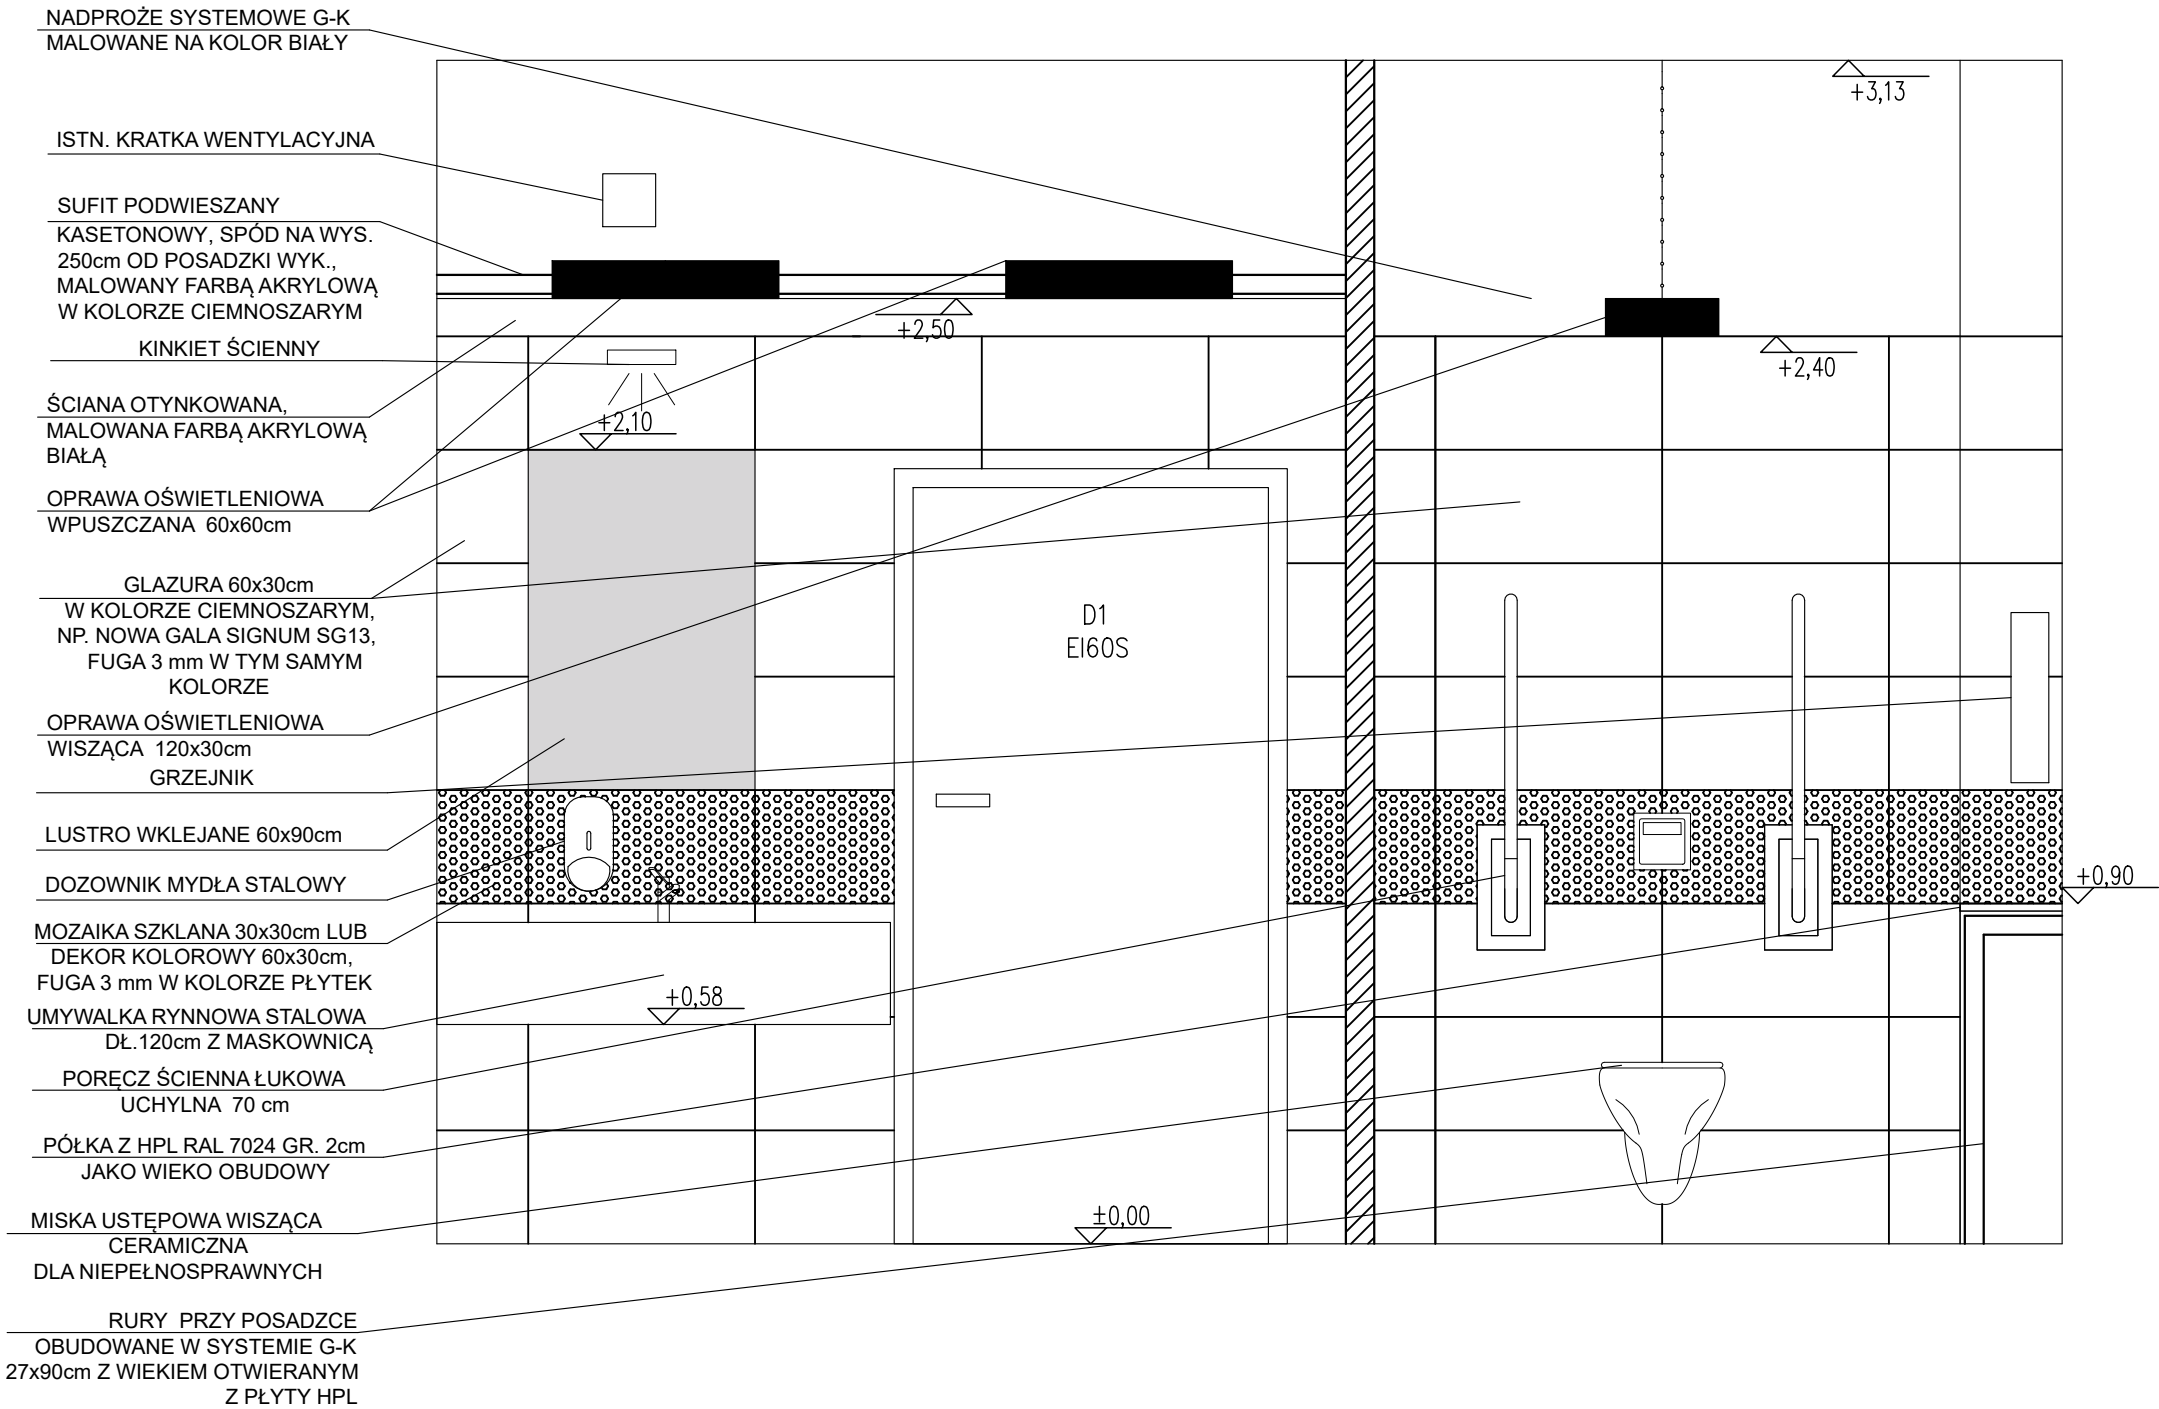 NADPROŻE SYSTEMOWE G-K
MALOWANE NA KOLOR BIAŁY
ISTN. KRATKA WENTYLACYJNA
SUFIT PODWIESZANY
KASETONOWY, SPÓD NA WYS.
250cm OD POSADZKI WYK.,
MALOWANY FARBĄ AKRYLOWĄ
W KOLORZE CIEMNOSZARYM
KINKIET ŚCIENNY
ŚCIANA OTYNKOWANA,
MALOWANA FARBĄ AKRYLOWĄ
BIAŁĄ
OPRAWA OŚWIETLENIOWA
WPUSZCZANA 60x60cm
GLAZURA 60x30cm
W KOLORZE CIEMNOSZARYM,
NP. NOWA GALA SIGNUM SG13,
FUGA 3 mm W TYM SAMYM
KOLORZE
OPRAWA OŚWIETLENIOWA
WISZĄCA 120x30cm
GRZEJNIK
LUSTRO WKLEJANE 60x90cm
DOZOWNIK MYDŁA STALOWY
MOZAIKA SZKLANA 30x30cm LUB
DEKOR KOLOROWY 60x30cm,
FUGA 3 mm W KOLORZE PŁYTEK
UMYWALKA RYNNOWA STALOWA
DŁ.120cm Z MASKOWNICĄ
PORĘCZ ŚCIENNA ŁUKOWA
UCHYLNA 70 cm
PÓŁKA Z HPL RAL 7024 GR. 2cm
JAKO WIEKO OBUDOWY
MISKA USTĘPOWA WISZĄCA
CERAMICZNA
DLA NIEPEŁNOSPRAWNYCH
RURY PRZY POSADZCE
OBUDOWANE W SYSTEMIE G-K
27x90cm Z WIEKIEM OTWIERANYM
Z PŁYTY HPL
+3,13
+2,50
+2,40
+2,10
D1
EI60S
+0,90
+0,58
±0,00